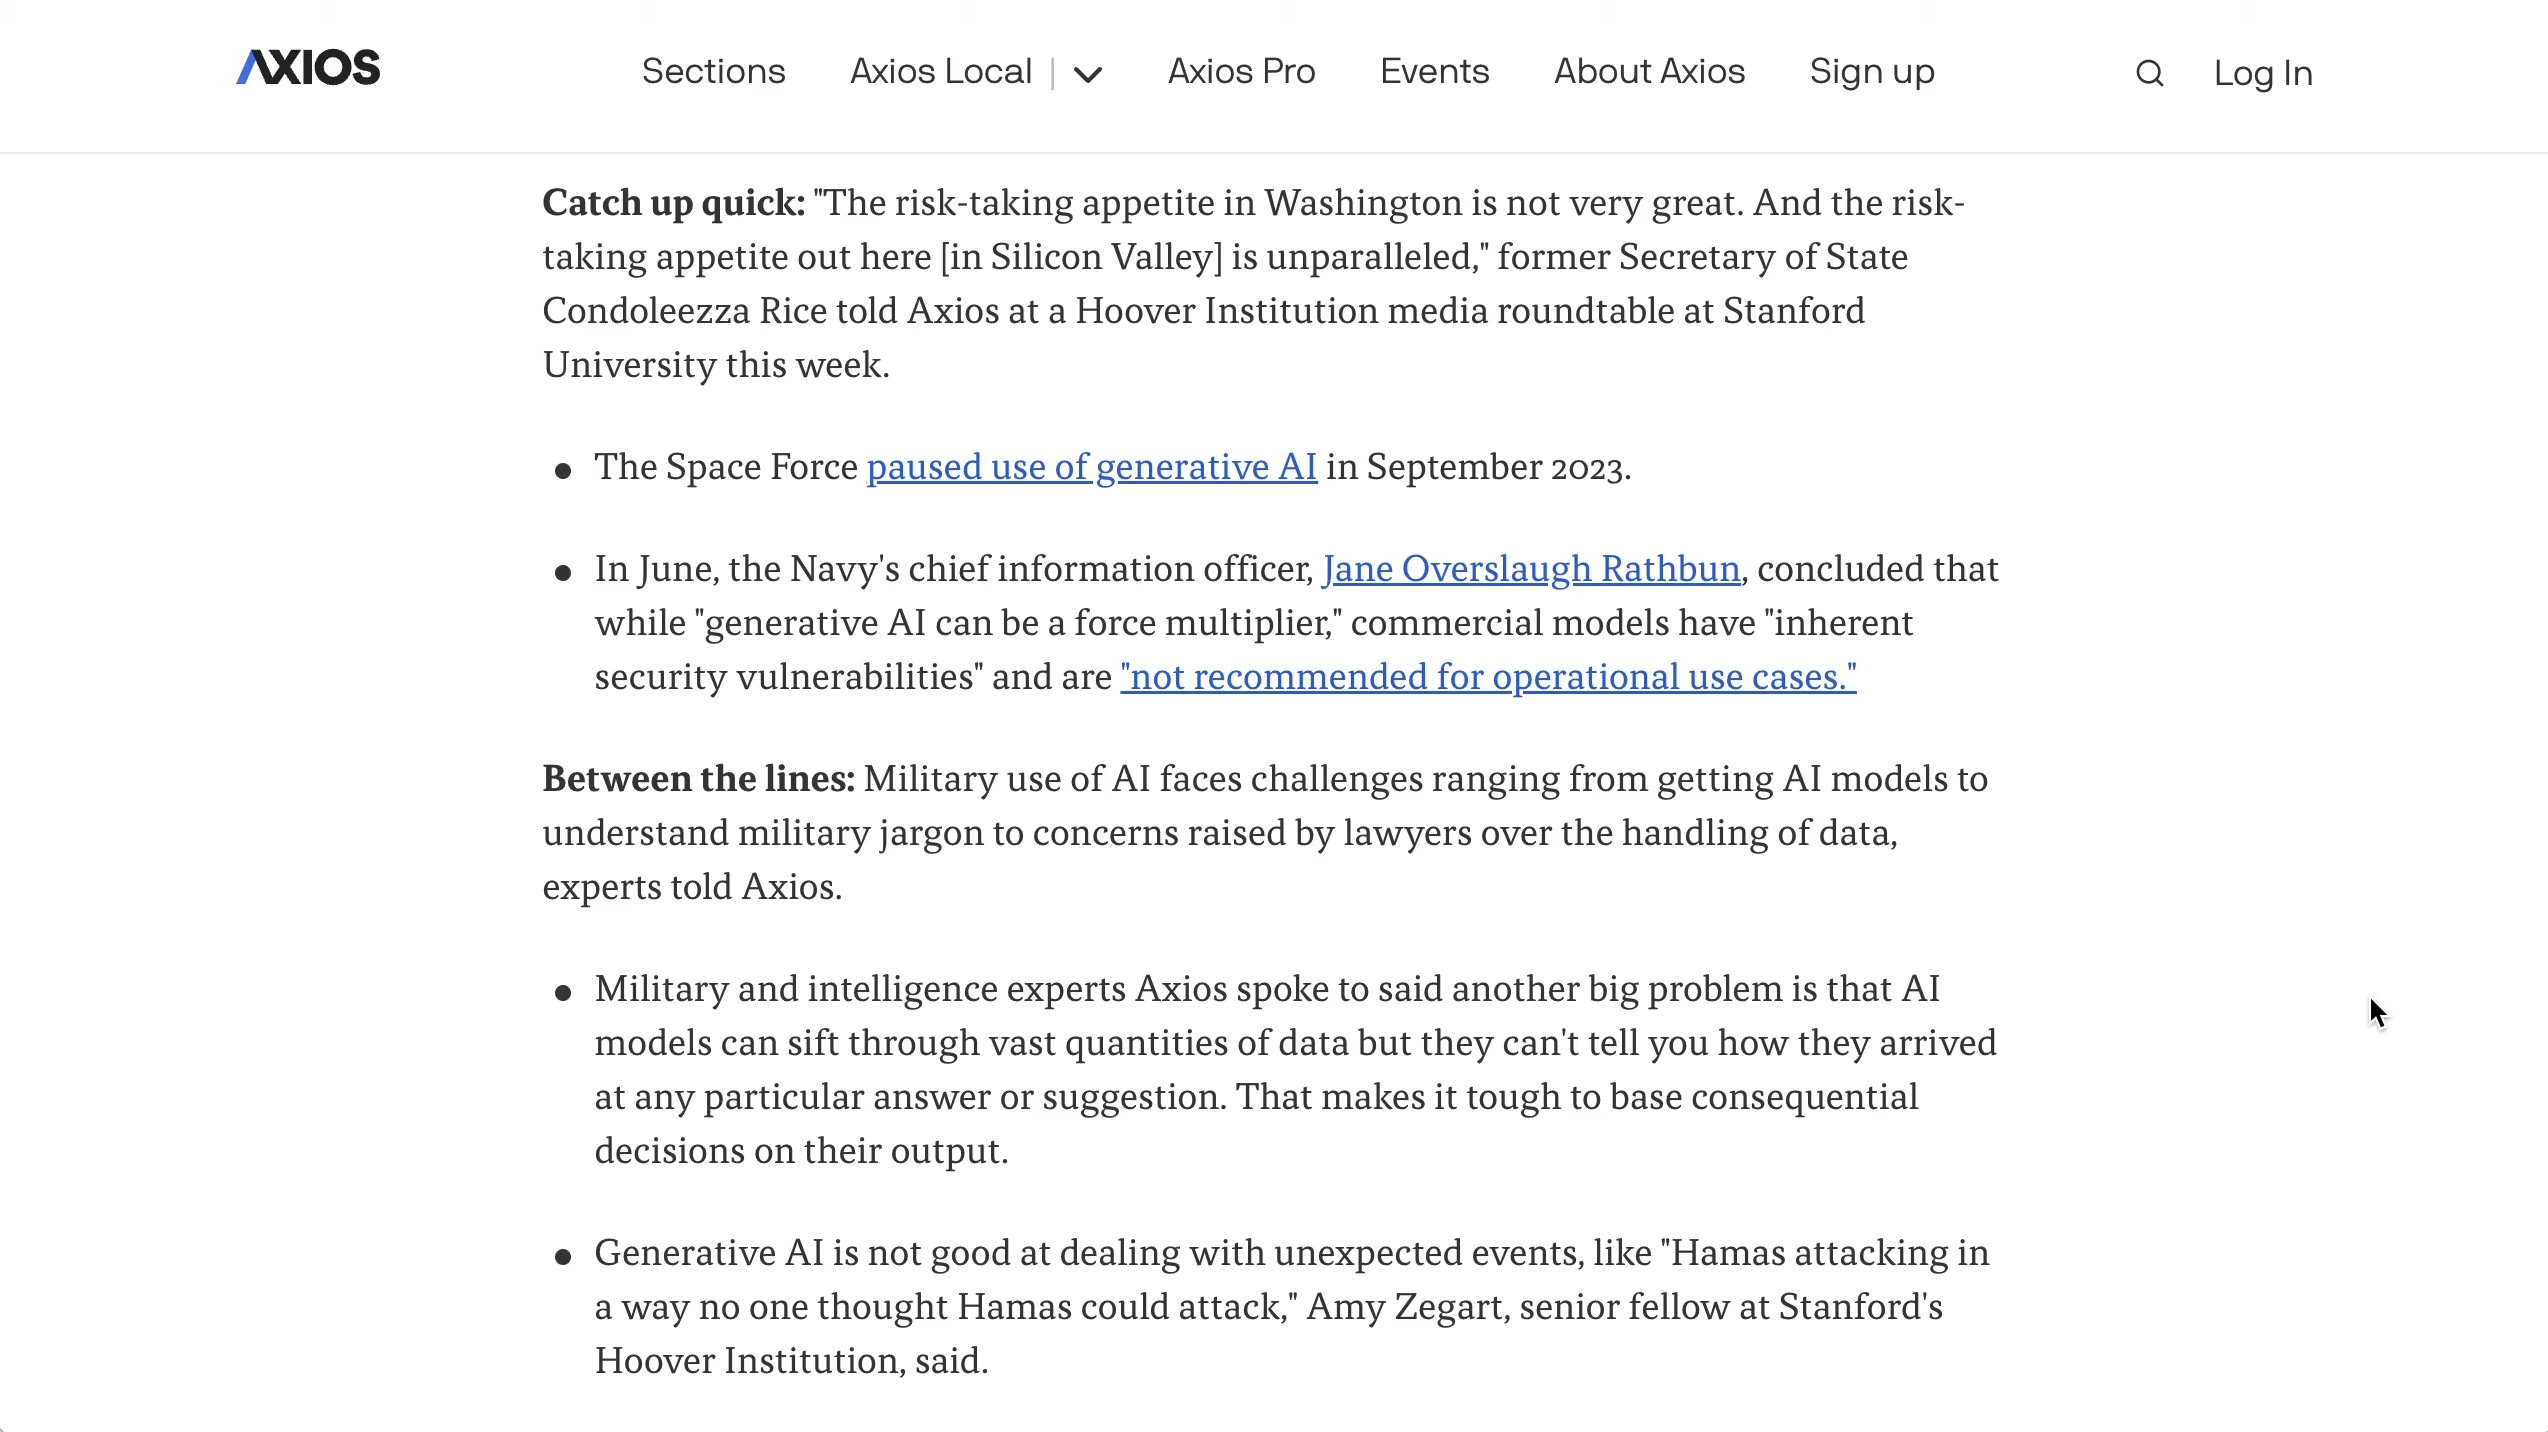 AXIOS
Sections
Axios Local
Axios Pro
Events
About Axios
Sign up
Log In
Catch up quick: "The risk-taking appetite in Washington is not very great. And the risk-
taking appetite out here [in Silicon Valley] is unparalleled," former Secretary of State
Condoleezza Rice told Axios at a Hoover Institution media roundtable at Stanford
University this week.
● The Space Force paused use of generative AI in September 2023.
● In June, the Navy's chief information officer, Jane Overslaugh Rathbun, concluded that
while "generative AI can be a force multiplier," commercial models have "inherent
security vulnerabilities" and are "not recommended for operational use cases."
Between the lines: Military use of AI faces challenges ranging from getting AI models to
understand military jargon to concerns raised by lawyers over the handling of data,
experts told Axios.
● Military and intelligence experts Axios spoke to said another big problem is that AI
models can sift through vast quantities of data but they can't tell you how they arrived
at any particular answer or suggestion. That makes it tough to base consequential
decisions on their output.
● Generative AI is not good at dealing with unexpected events, like "Hamas attacking in
a way no one thought Hamas could attack," Amy Zegart, senior fellow at Stanford's
Hoover Institution, said.